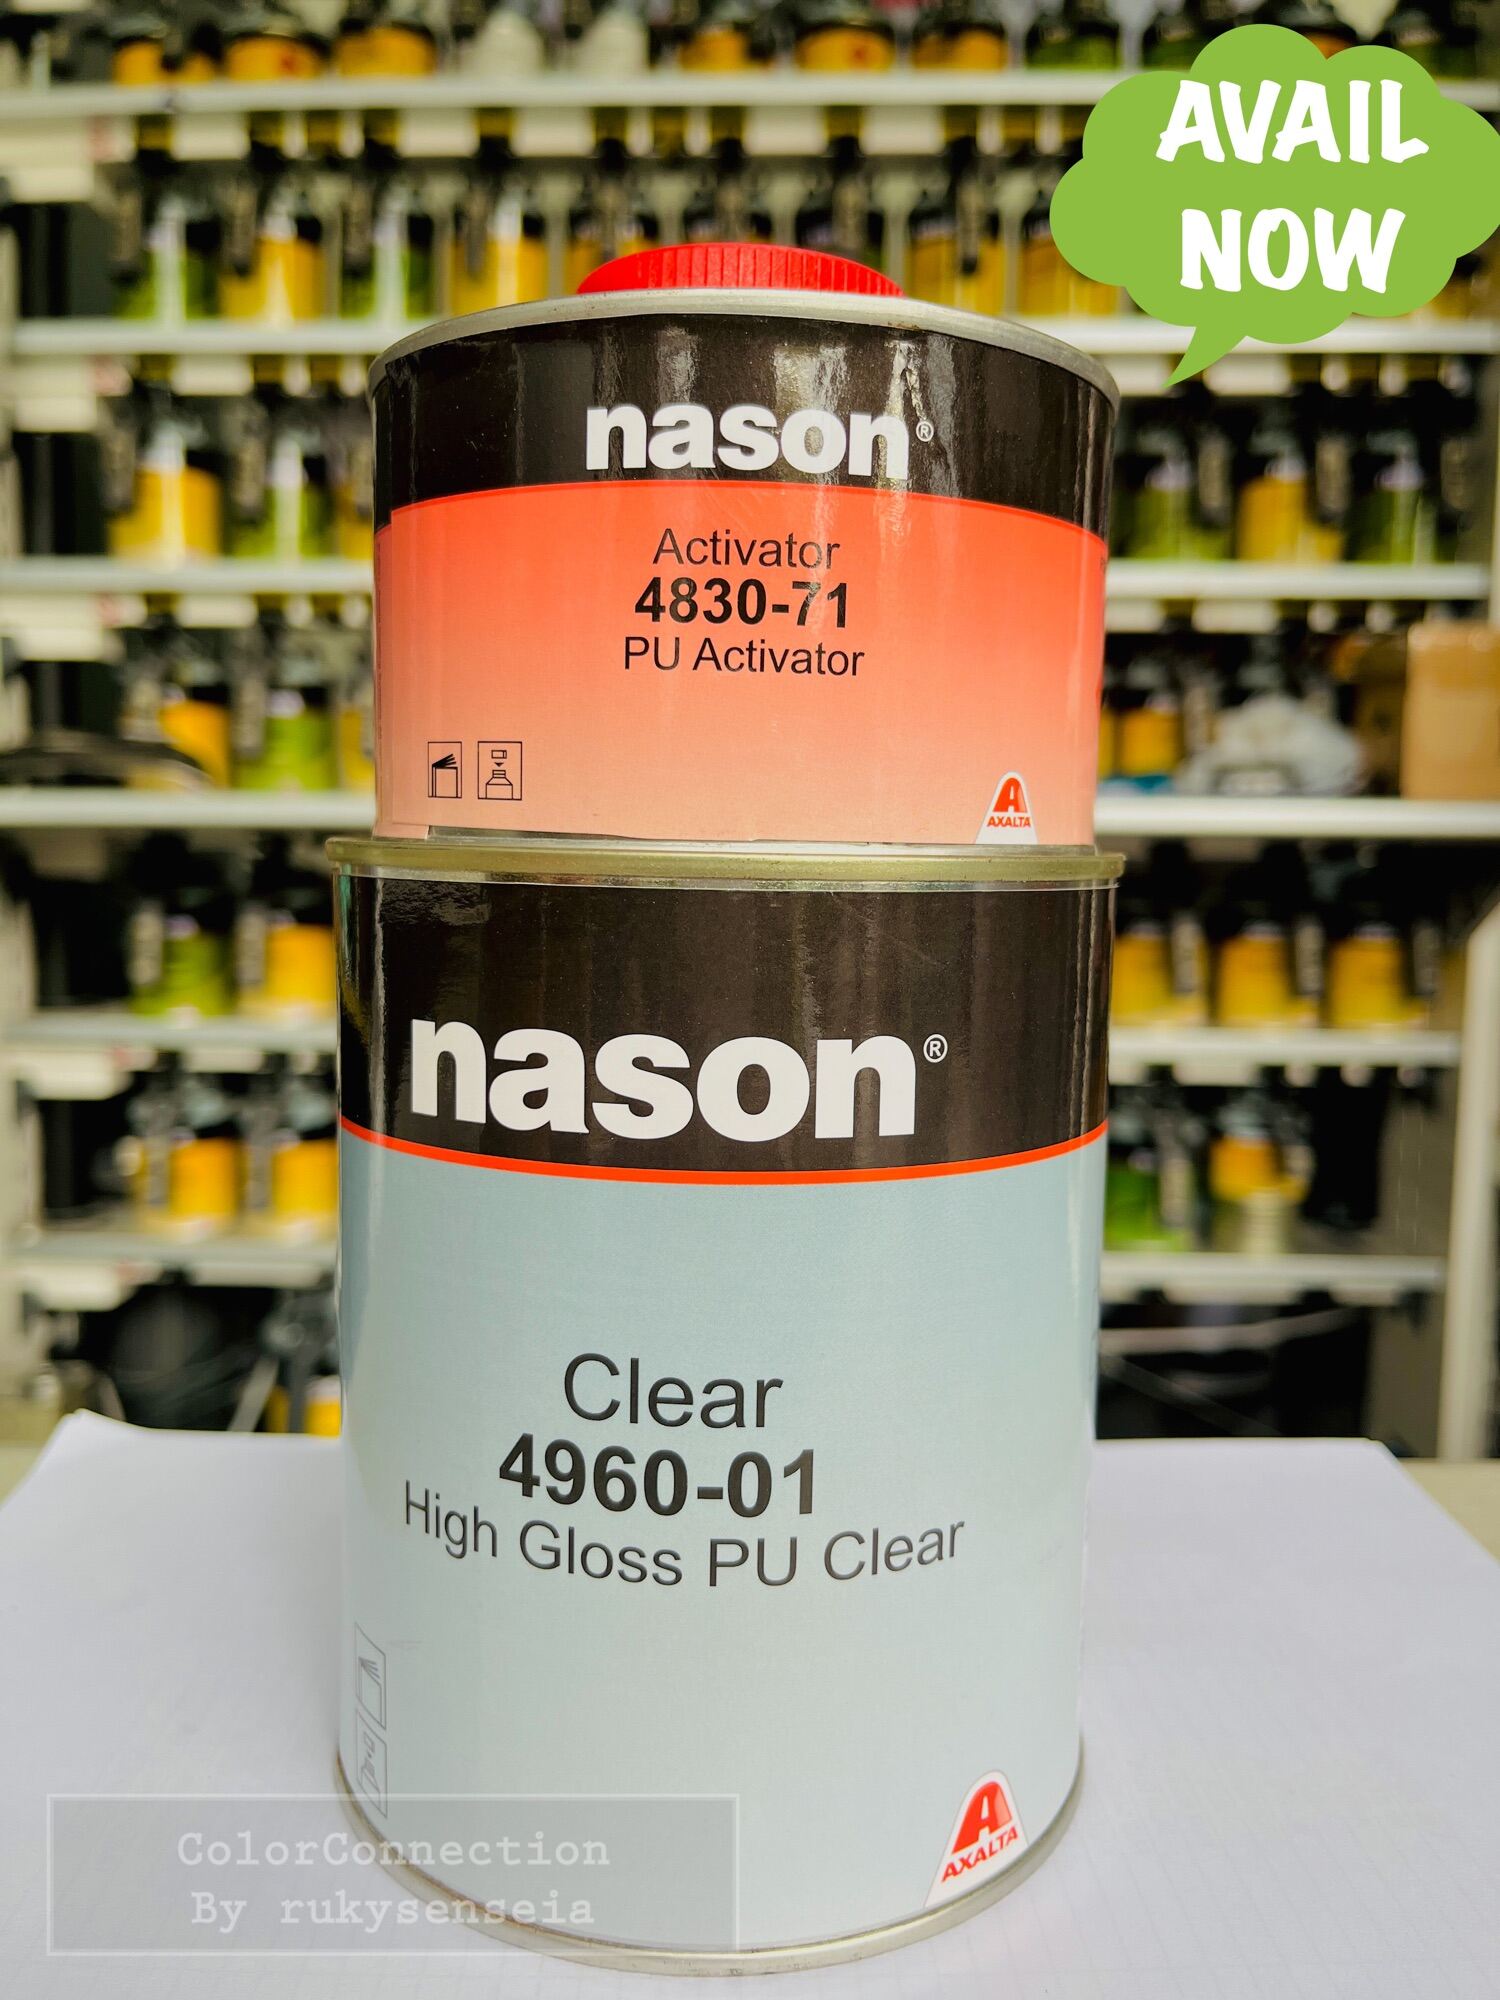 AVAIL
NOW
nason®
Activator
4830-71
PU Activator
AXALTA
nason®
Clear
4960-01
High Gloss PU Clear
AXALTA
ColorConnection
By rukysenseia